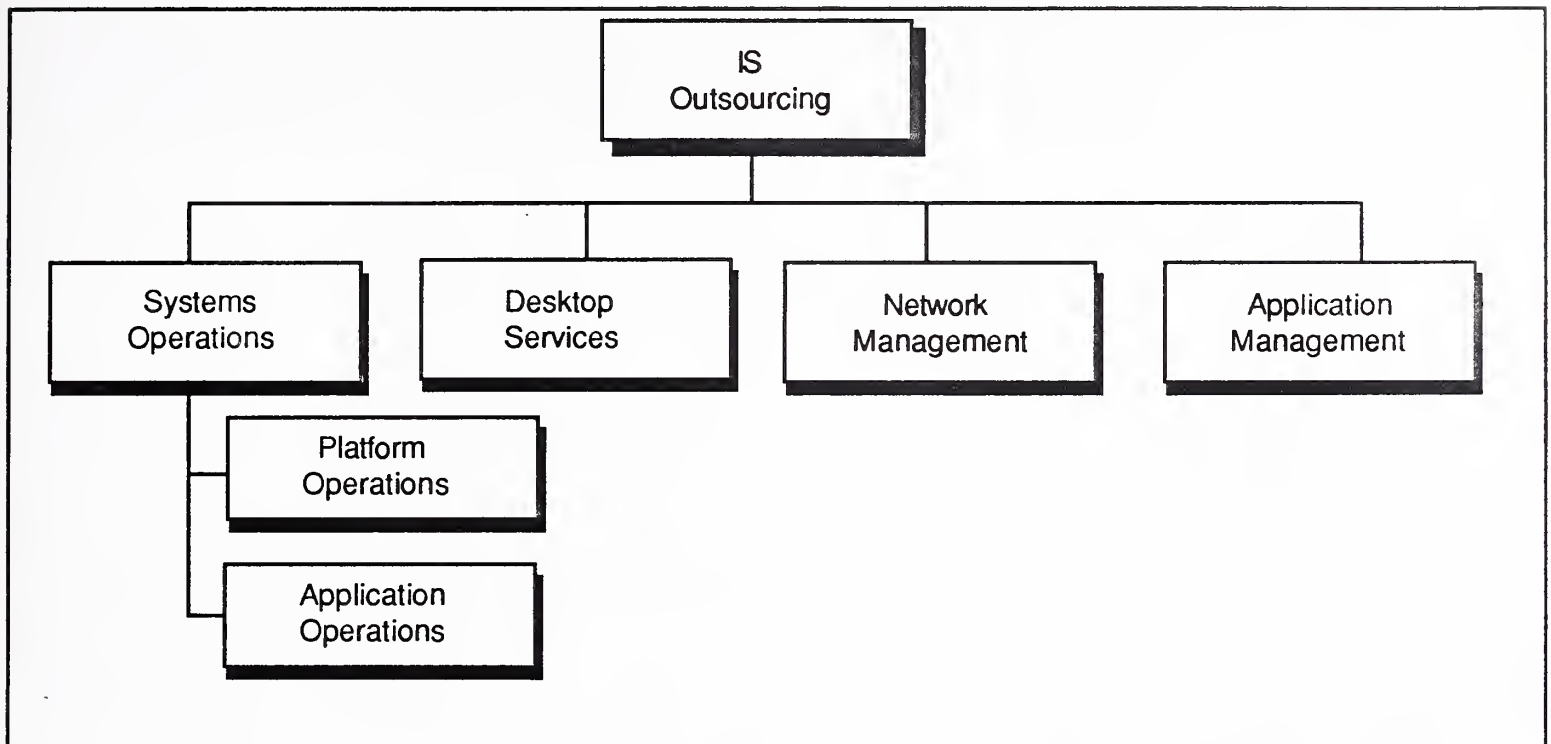 IS
Outsourcing
Systems
Operations
Desktop
Services
Network
Management
Application
Management
Platform
Operations
Application
Operations